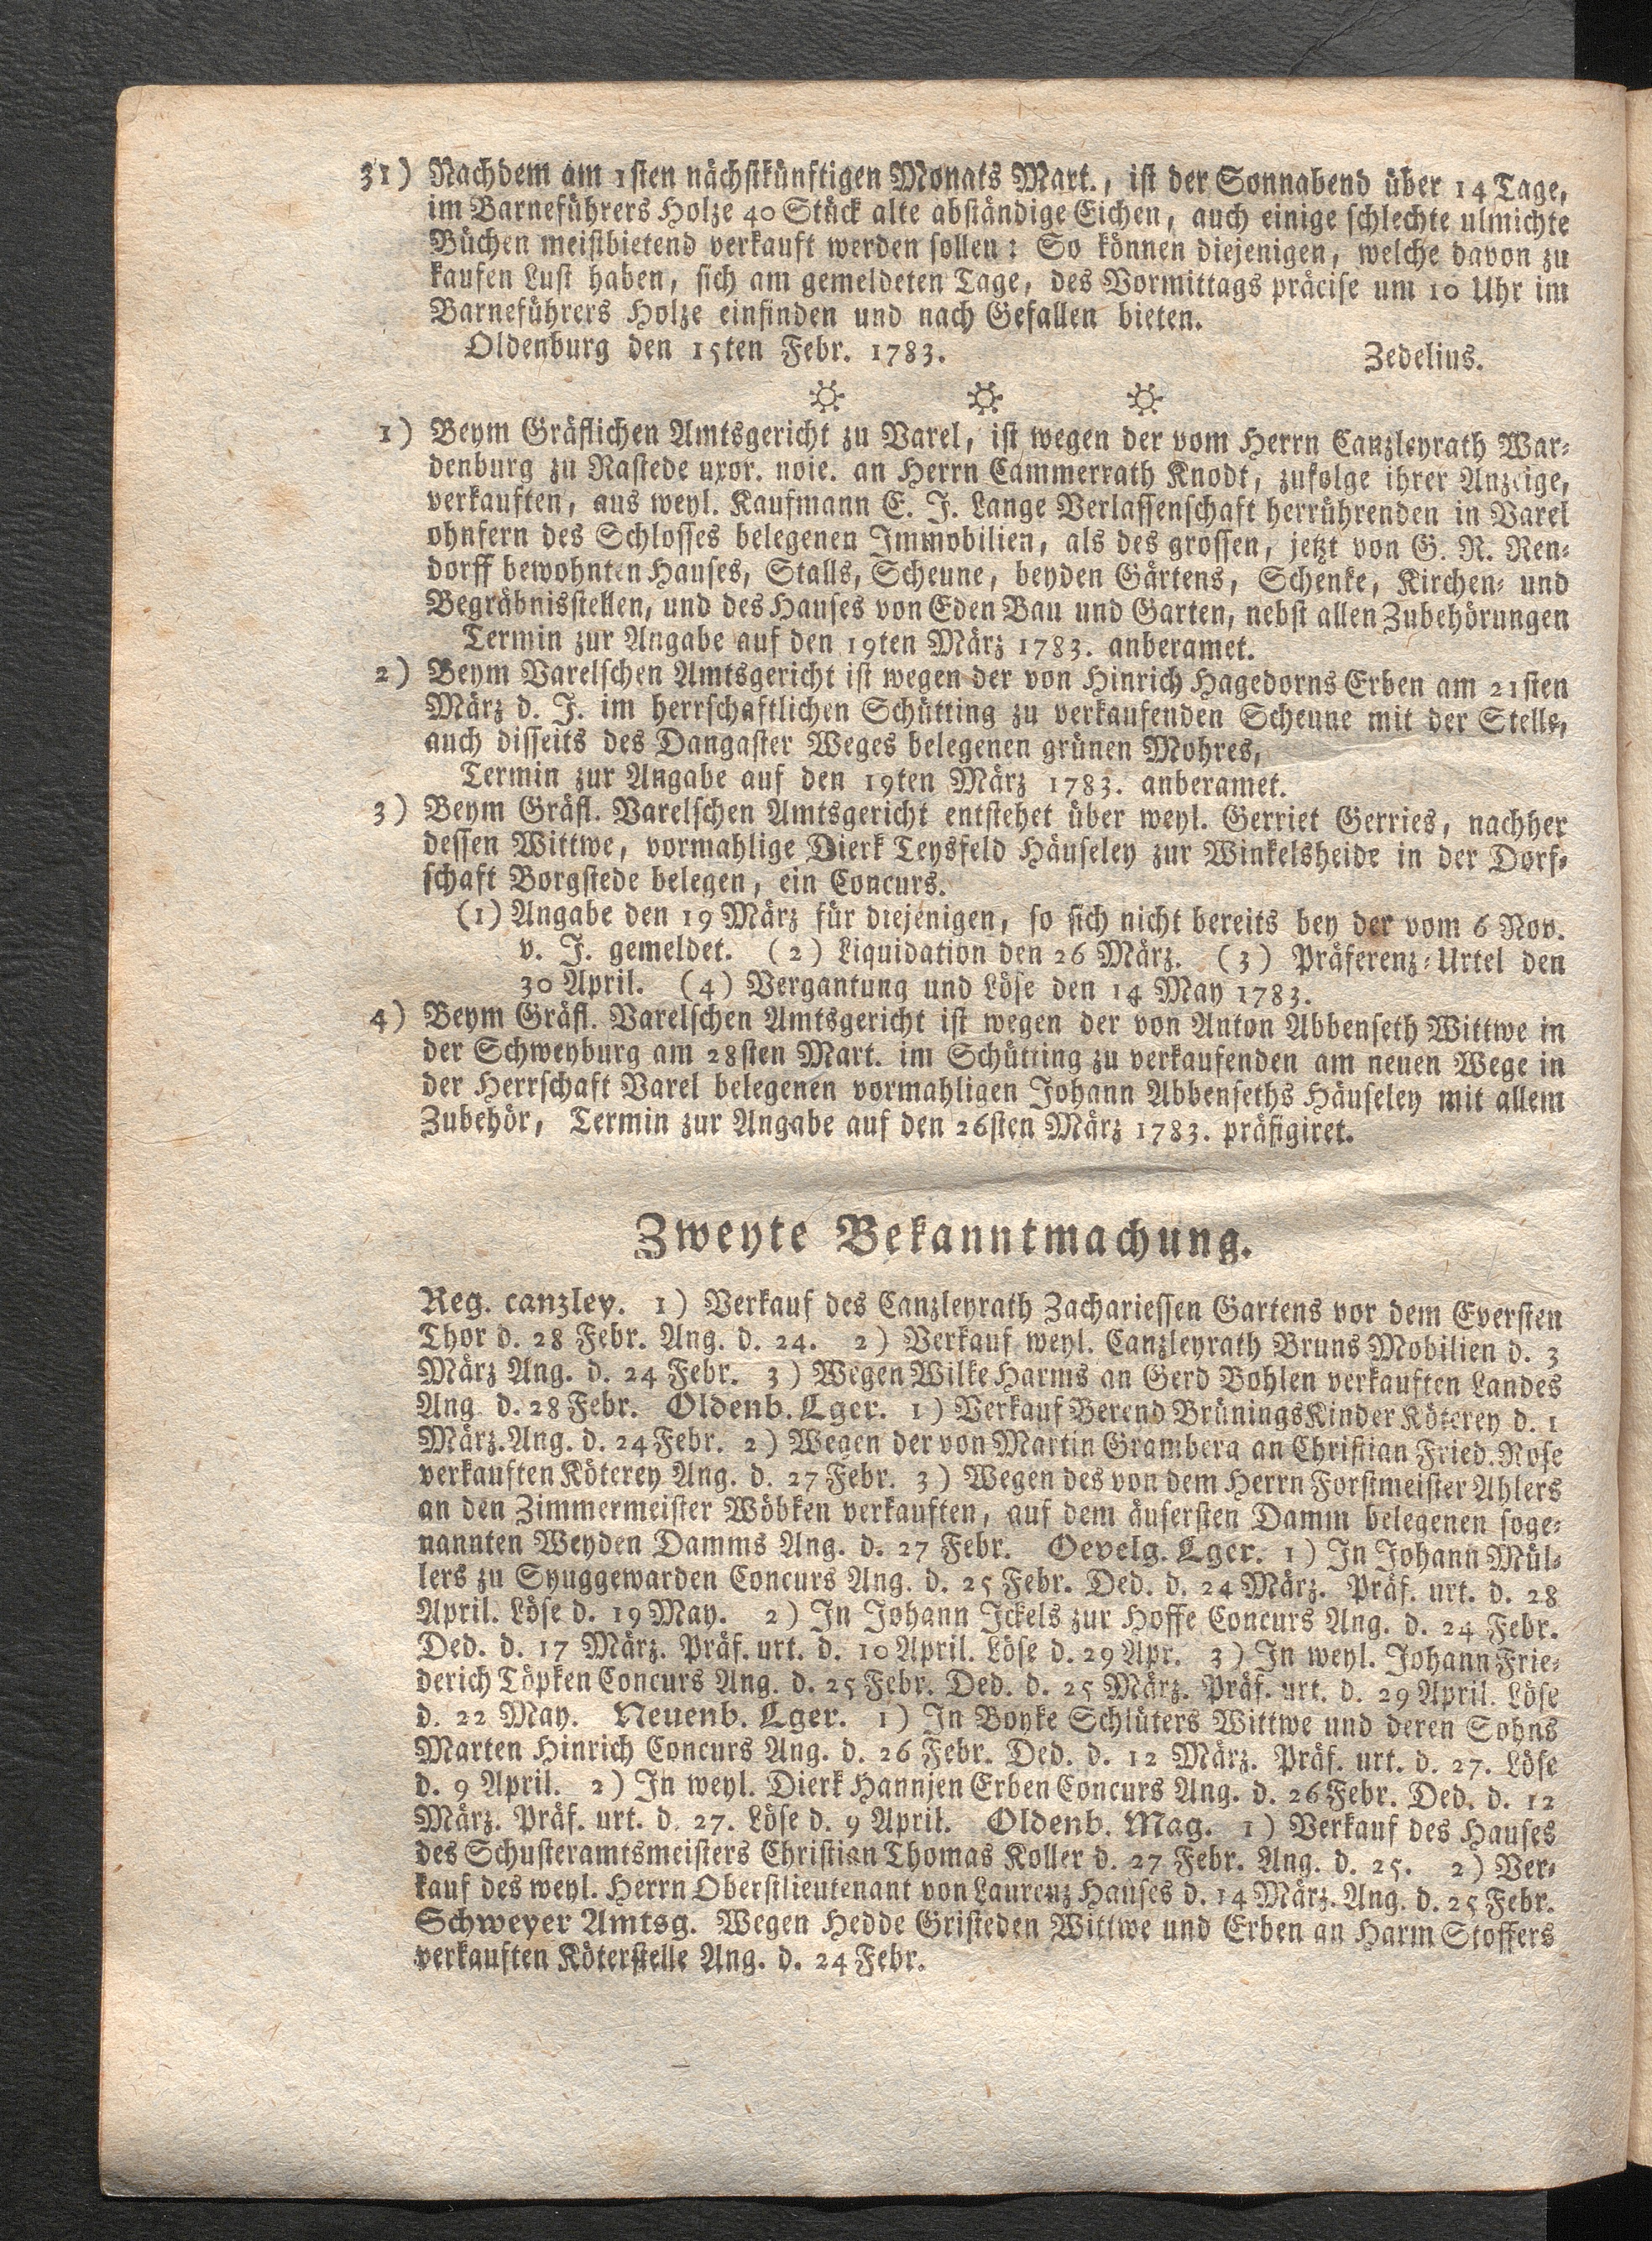 31) Nachdem am 1sten nächstkünftigen Monats Mart., ist der Sonnabend über 14 Tage,
im Barneführers Holze 40 Stück alte abständige Eichen, auch einige schlechte ulmichte
Büchen meistbietend verkauft werden sollen: So können diejenigen, welche davon zu
kaufen Lust haben, sich am gemeldeten Tage, des Vormittags präcise um 10 Uhr im
Barneführers Holze einfinden und nach Gefallen bieten.
Oldenburg den 15ten Febr. 1783. Zedelius.
1) Beym Gräflichen Amtsgericht zu Varel, ist wegen der vom Herrn Canzleyrath War-
denburg zu Rastede uxor. noie. an Herrn Cammerrath Knodt, zufolge ihrer Anzeige,
verkauften, aus weyl. Kaufmann E. J. Lange Verlassenschaft herrührenden in Varel
ohnfern des Schlosses belegenen Immobilien, als des grossen, jetzt von G. R. Ren-
dorff bewohnten Hauses, Stalls, Scheune, beyden Gärtens, Schenke, Kirchen- und
Begräbnisstellen, und des Hauses von Eden Bau und Garten, nebst allen Zubehörungen
Termin zur Angabe auf den 19ten März 1783. anberamet.
2) Beym Varelschen Amtsgericht ist wegen der von Hinrich Hagedorns Erben am 21sten
März d. J. im herrschaftlichen Schütting zu verkaufenden Scheune mit der Stelle,
auch disseits des Dangaster Weges belegenen grünen Mohres,
Termin zur Angabe auf den 19ten März 1783. anberamet.
3) Beym Gräfl. Varelschen Amtsgericht entstehet über weyl. Gerriet Gerries, nachher
dessen Wittwe, vormahlige Dierk Teysfeld Häuseley zur Winkelsheide in der Dorf-
schaft Borgstede belegen, ein Concurs.
(1) Angabe den 19 März für diejenigen, so sich nicht bereits bey der vom 6 Nov.
v. J. gemeldet. (2) Liquidation den 26 März. (3) Präferenz-Urtel den
30 April. (4) Vergantung und Löse den 14 May 1783.
4) Beym Gräfl. Varelschen Amtsgericht ist wegen der von Anton Abbenseth Wittwe in
der Schweyburg am 28sten Mart. im Schütting zu verkaufenden am neuen Wege in
der Herrschaft Varel belegenen vormahligen Johann Abbenseths Häuseley mit allem
Zubehör, Termin zur Angabe auf den 26sten März 1783. präfigiret.
Zweyte Bekanntmachung.
Reg. canzley. 1) Verkauf des Canzleyrath Zachariessen Gartens vor dem Eversten
Thor d. 28 Febr. Ang. d. 24. 2) Verkauf weyl. Canzleyrath Bruns Mobilien d. 3
März Ang. d. 24 Febr. 3) Wegen Wilke Harms an Gerd Bohlen verkauften Landes
Ang. d. 28 Febr. Oldenb. Lger. 1) Verkauf Berend Brünings Kinder Köterey d. 1
März. Ang. d. 24 Febr. 2) Wegen der von Martin Gramberg an Christian Fried. Rose
verkauften Köterey Ang. d. 27 Febr. 3) Wegen des von dem Herrn Forstmeister Ahlers
an den Zimmermeister Wöbken verkauften, auf dem äusersten Damm belegenen soge-
nannten Weyden Damms Ang. d. 27 Febr. Oevelg. Lger. 1) In Johann Mül-
lers zu Syuggewarden Concurs Ang. d. 25 Febr. Ded. d. 24 März. Präf. urt. d. 28
April. Löse d. 19 May. 2) In Johann Ickels zur Hoffe Concurs Ang. d. 24 Febr.
Ded. d. 17 März. Präf. urt. d. 10 April. Löse d. 29 Apr. 3) In weyl. Johann Frie-
derich Töpken Concurs Ang. d. 25 Febr. Ded. d. 25 März. Präf. urt. d. 29 April. Löse
d. 22 May. Neuenb. Lger. 1) In Boyke Schlüters Wittwe und deren Sohns
Marten Hinrich Concurs Ang. d. 26 Febr. Ded. d. 12 März. Präf. urt. d. 27. Löse
d. 9 April. 2) In weyl. Dierk Hannjen Erben Concurs Ang. d. 26 Febr. Ded. d. 12
März. Präf. urt. d. 27. Löse d. 9 April. Oldenb. Mag. 1) Verkauf des Hauses
des Schusteramtsmeisters Christian Thomas Koller d. 27 Febr. Ang. d. 25. 2) Ver-
kauf des weyl. Herrn Oberstlieutenant von Laurenz Hauses d. 14 März. Ang. d. 25 Febr.
Schweyer Amtsg. Wegen Hedde Gristeden Wittwe und Erben an Harm Stoffers
verkauften Köterstelle Ang. d. 24 Febr.